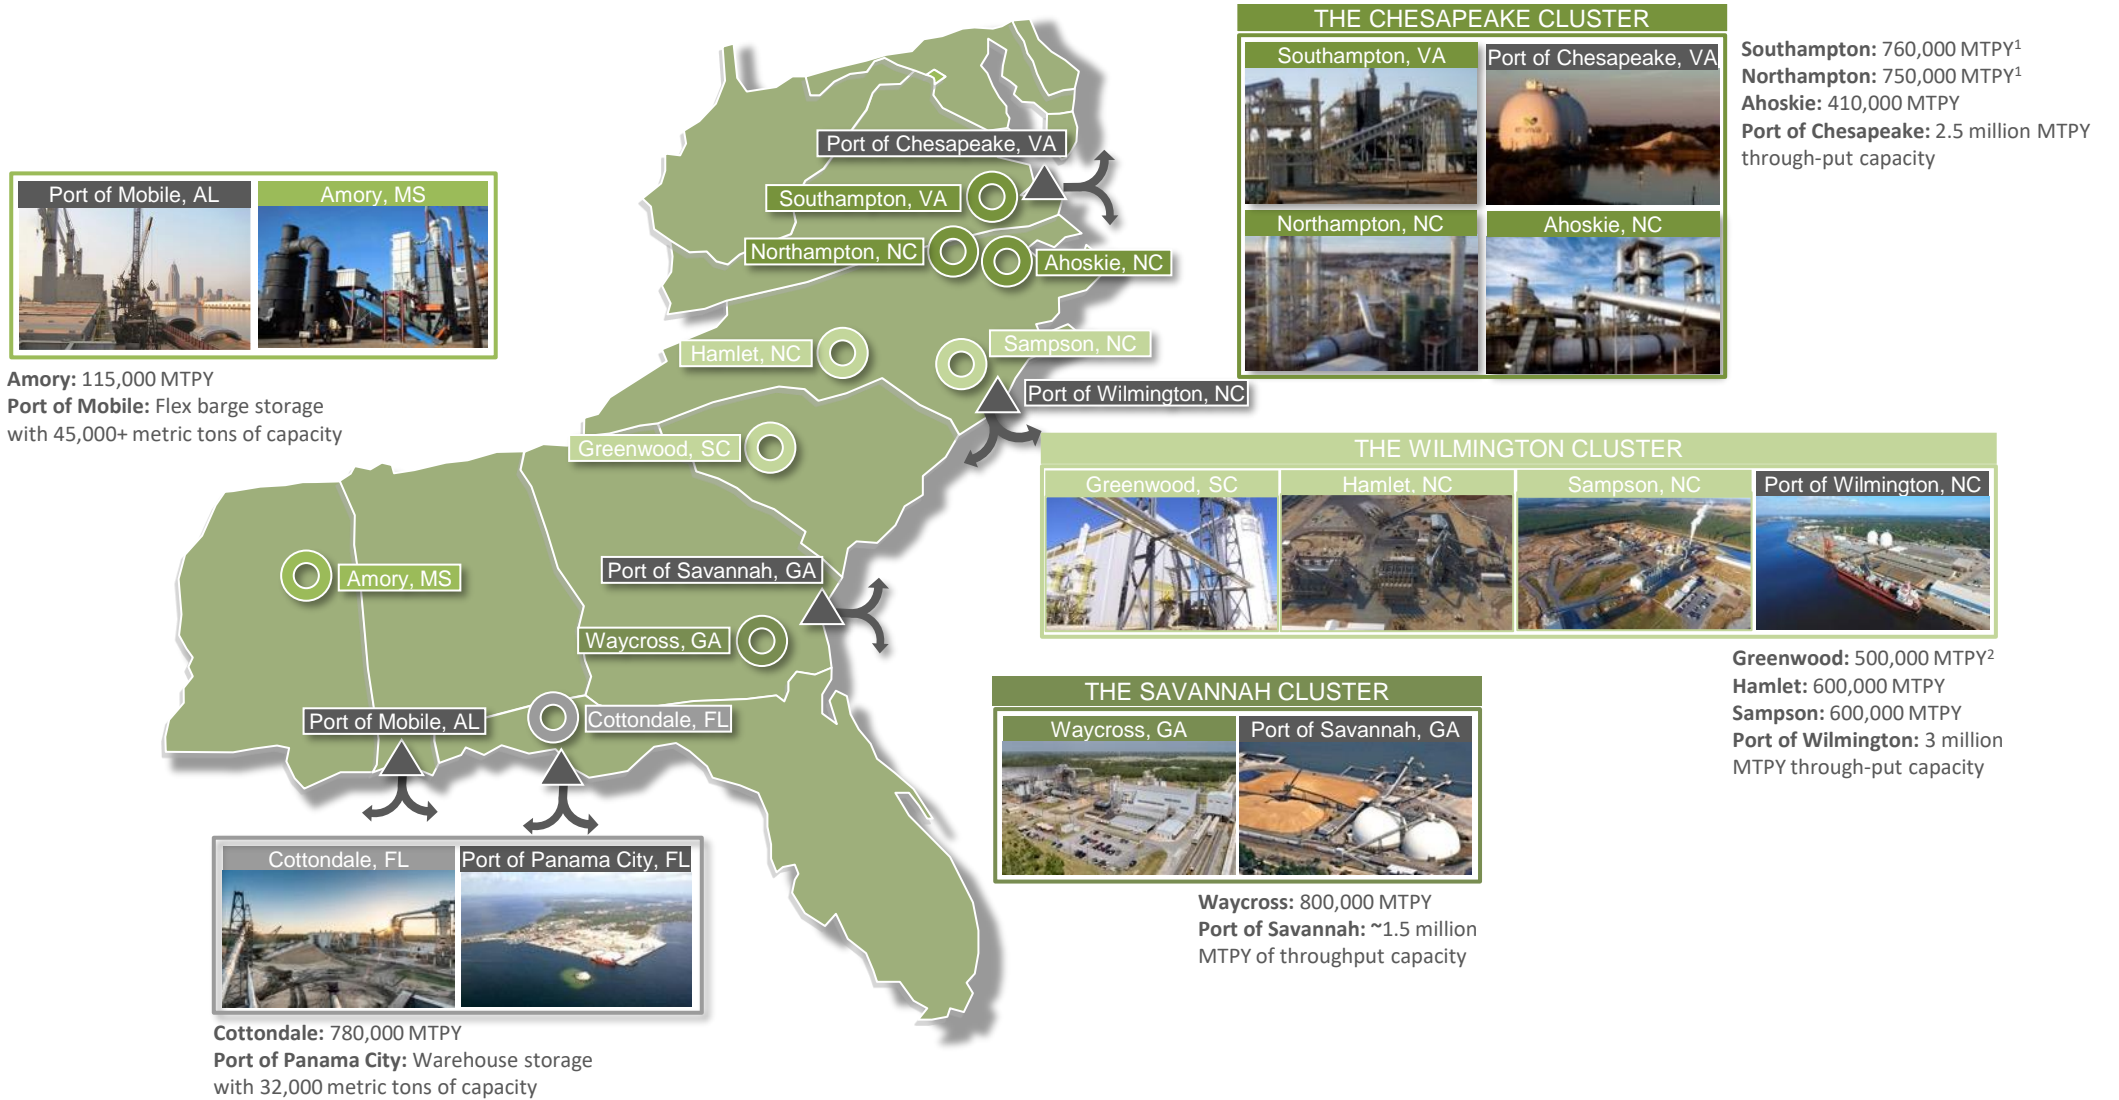 THE CHESAPEAKE CLUSTER
Southampton, VA
Port of Chesapeake, VA
Northampton, NC
Ahoskie, NC
Southampton: 760,000 MTPY¹
Northampton: 750,000 MTPY¹
Ahoskie: 410,000 MTPY
Port of Chesapeake: 2.5 million MTPY
through-put capacity
Port of Mobile, AL
Amory, MS
Amory: 115,000 MTPY
Port of Mobile: Flex barge storage
with 45,000+ metric tons of capacity
Port of Chesapeake, VA
Southampton, VA
Northampton, NC
Ahoskie, NC
Hamlet, NC
Sampson, NC
Port of Wilmington, NC
Greenwood, SC
Port of Savannah, GA
Amory, MS
Waycross, GA
Port of Mobile, AL
Cottondale, FL
THE WILMINGTON CLUSTER
Greenwood, SC
Hamlet, NC
Sampson, NC
Port of Wilmington, NC
Greenwood: 500,000 MTPY²
Hamlet: 600,000 MTPY
Sampson: 600,000 MTPY
Port of Wilmington: 3 million
MTPY through-put capacity
THE SAVANNAH CLUSTER
Waycross, GA
Port of Savannah, GA
Waycross: 800,000 MTPY
Port of Savannah: ~1.5 million
MTPY of throughput capacity
Cottondale, FL
Port of Panama City, FL
Cottondale: 780,000 MTPY
Port of Panama City: Warehouse storage
with 32,000 metric tons of capacity